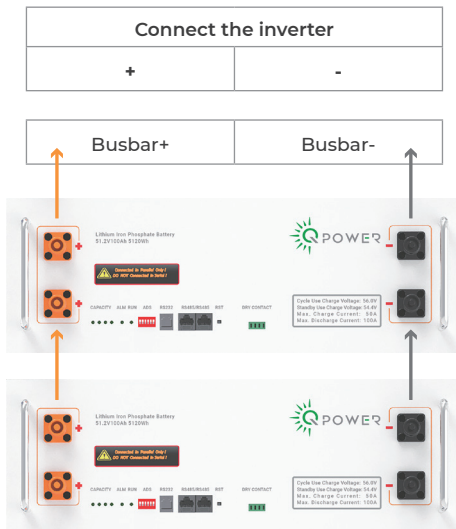 Connect the inverter
+ -
Busbar+ Busbar-
Lithium Iron Phosphate Battery
51.2V100Ah 5120Wh
QPOWER
+ -
Connected in Parallel Only!
DO NOT Connected in Serial!
+ -
CAPACITY ALM RUN ADS RS232 RS485/RS485 RST DRY CONTACT
Cycle Use Charge Voltage: 56.8V
Standby Use Charge Voltage: 54.4V
Max. Charge Current: 50A
Max. Discharge Current: 100A
Lithium Iron Phosphate Battery
51.2V100Ah 5120Wh
QPOWER
+ -
Connected in Parallel Only!
DO NOT Connected in Serial!
+ -
CAPACITY ALM RUN ADS RS232 RS485/RS485 RST DRY CONTACT
Cycle Use Charge Voltage: 56.8V
Standby Use Charge Voltage: 54.4V
Max. Charge Current: 50A
Max. Discharge Current: 100A